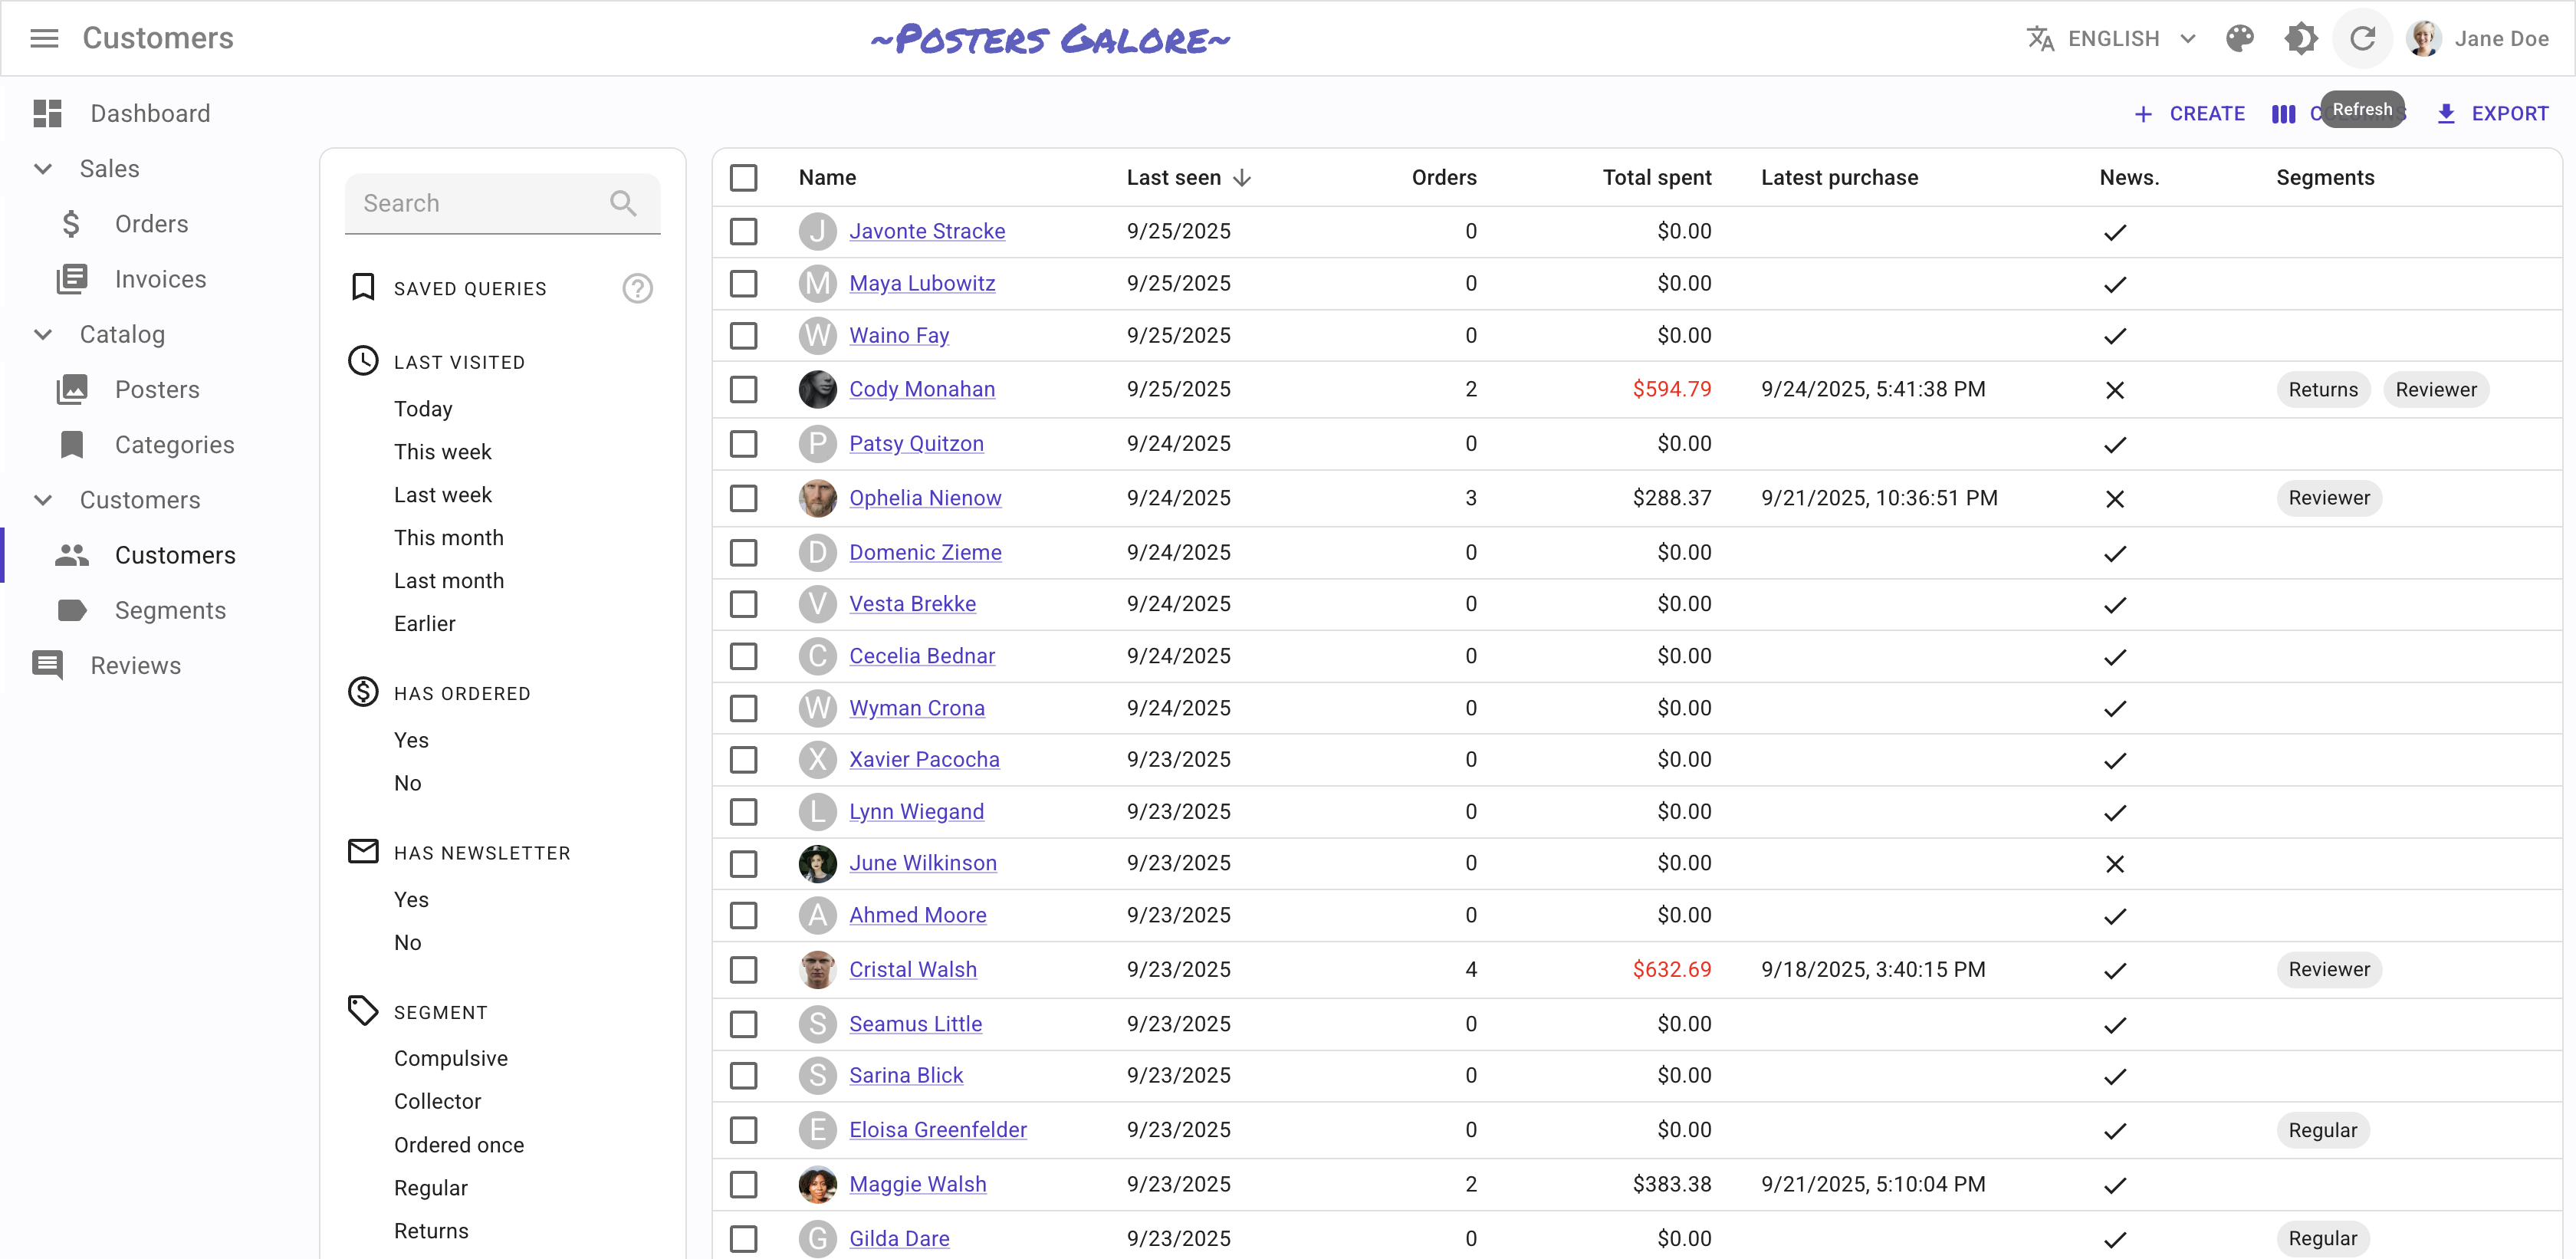 Customers
~Posters Galore~
ENGLISH
Jane Doe
Dashboard
Sales
Orders
Invoices
Catalog
Posters
Categories
Customers
Customers
Segments
Reviews
CREATE
Refresh
EXPORT
Search
SAVED QUERIES
LAST VISITED
Today
This week
Last week
This month
Last month
Earlier
HAS ORDERED
Yes
No
HAS NEWSLETTER
Yes
No
SEGMENT
Compulsive
Collector
Ordered once
Regular
Returns
Name Last seen Orders Total spent Latest purchase News. Segments
J Javonte Stracke 9/25/2025 0 $0.00
M Maya Lubowitz 9/25/2025 0 $0.00
W Waino Fay 9/25/2025 0 $0.00
Cody Monahan 9/25/2025 2 $594.79 9/24/2025, 5:41:38 PM Returns Reviewer
P Patsy Quitzon 9/24/2025 0 $0.00
Ophelia Nienow 9/24/2025 3 $288.37 9/21/2025, 10:36:51 PM Reviewer
D Domenic Zieme 9/24/2025 0 $0.00
V Vesta Brekke 9/24/2025 0 $0.00
C Cecelia Bednar 9/24/2025 0 $0.00
W Wyman Crona 9/24/2025 0 $0.00
X Xavier Pacocha 9/23/2025 0 $0.00
L Lynn Wiegand 9/23/2025 0 $0.00
June Wilkinson 9/23/2025 0 $0.00
A Ahmed Moore 9/23/2025 0 $0.00
Cristal Walsh 9/23/2025 4 $632.69 9/18/2025, 3:40:15 PM Reviewer
S Seamus Little 9/23/2025 0 $0.00
S Sarina Blick 9/23/2025 0 $0.00
E Eloisa Greenfelder 9/23/2025 0 $0.00 Regular
Maggie Walsh 9/23/2025 2 $383.38 9/21/2025, 5:10:04 PM
G Gilda Dare 9/23/2025 0 $0.00 Regular